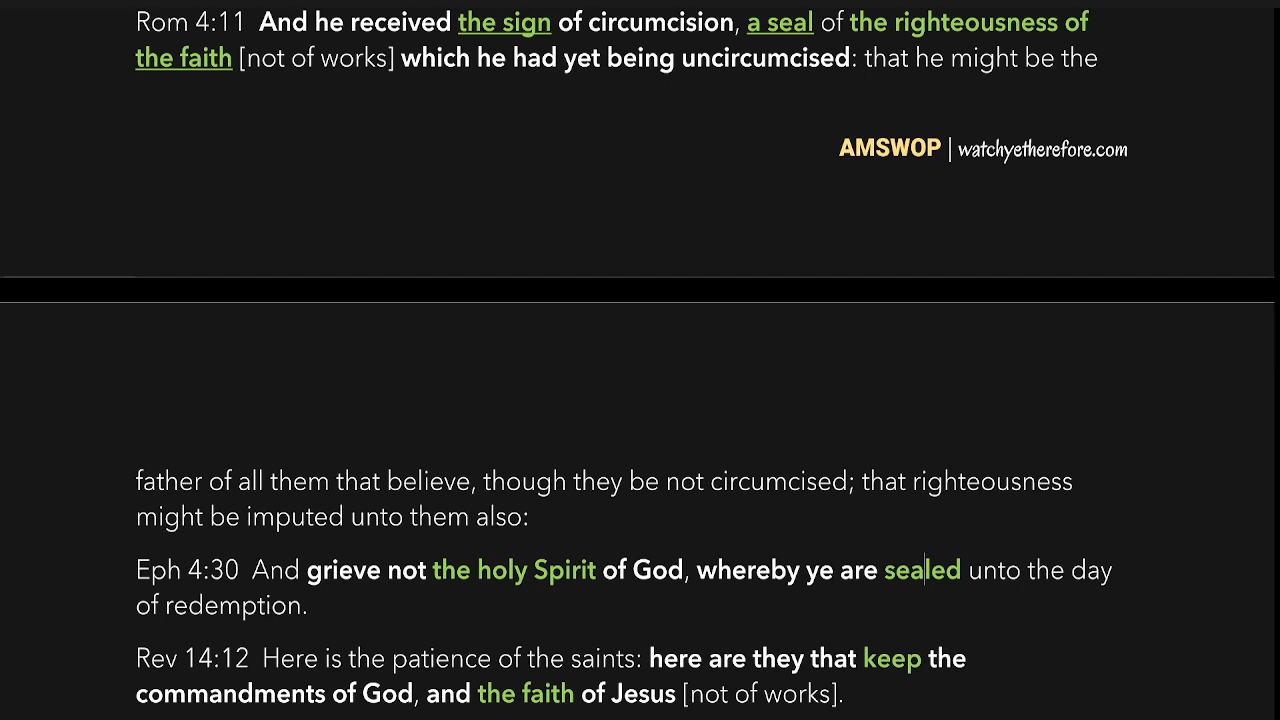 Rom 4:11 And he received the sign of circumcision, a seal of the righteousness of
the faith [not of works] which he had yet being uncircumcised: that he might be the
AMSWOP | watchyetherefore.com
father of all them that believe, though they be not circumcised; that righteousness
might be imputed unto them also:
Eph 4:30 And grieve not the holy Spirit of God, whereby ye are sealed unto the day
of redemption.
Rev 14:12 Here is the patience of the saints: here are they that keep the
commandments of God, and the faith of Jesus [not of works].